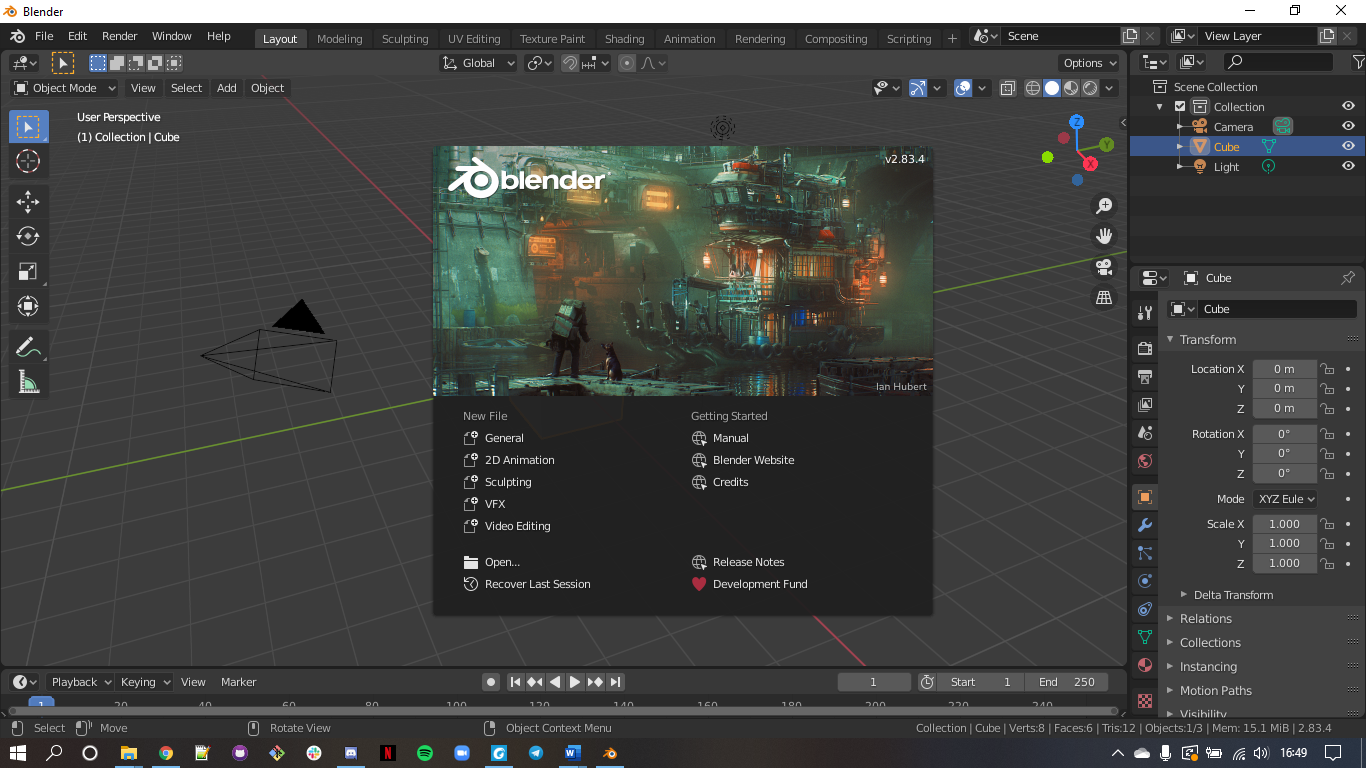 Blender
File Edit Render Window Help Layout Modeling Sculpting UV Editing Texture Paint Shading Animation Rendering Compositing Scripting + Scene View Layer
Global Options
Object Mode View Select Add Object
User Perspective
(1) Collection | Cube
Z
Y
X
Scene Collection
Collection
Camera
Cube
Light
blender
v2.83.4
Ian Hubert
New File
General
2D Animation
Sculpting
VFX
Video Editing
Open...
Recover Last Session
Getting Started
Manual
Blender Website
Credits
Release Notes
Development Fund
Cube
Cube
Transform
Location X 0 m
Y 0 m
Z 0 m
Rotation X 0°
Y 0°
Z 0°
Mode XYZ Eule
Scale X 1.000
Y 1.000
Z 1.000
Delta Transform
Relations
Collections
Instancing
Motion Paths
Visibility
Playback Keying View Marker 1 Start 1 End 250
1 20 40 60 80 100 120 140 160 180 200 220 240
Select Move Rotate View Object Context Menu Collection | Cube | Verts:8 | Faces:6 | Tris:12 | Objects:1/3 | Mem: 15.1 MiB | 2.83.4
16:49